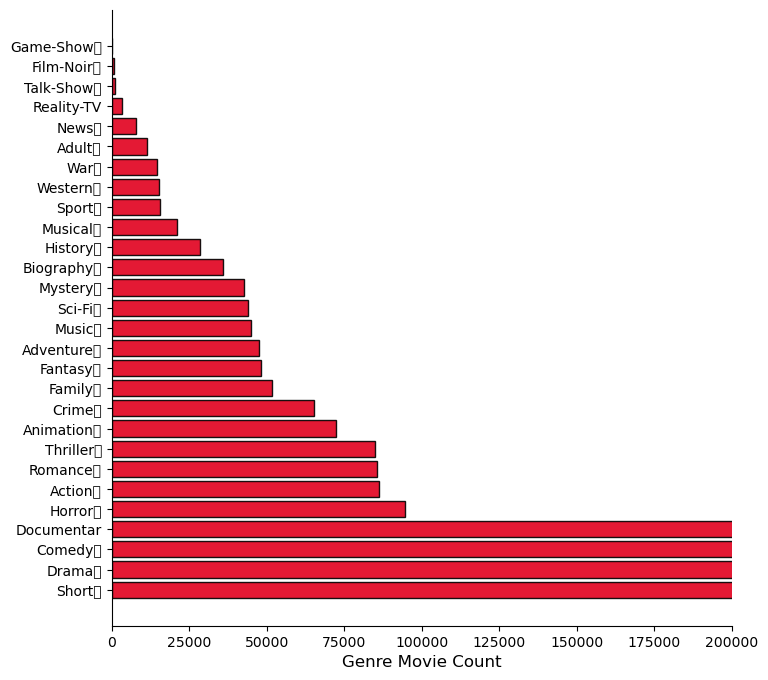 Game-Show
Film-Noir
Talk-Show
Reality-TV
News
Adult
War
Western
Sport
Musical
History
Biography
Mystery
Sci-Fi
Music
Adventure
Fantasy
Family
Crime
Animation
Thriller
Romance
Action
Horror
Documentar
Comedy
Drama
Short
0 25000 50000 75000 100000 125000 150000 175000 200000
Genre Movie Count